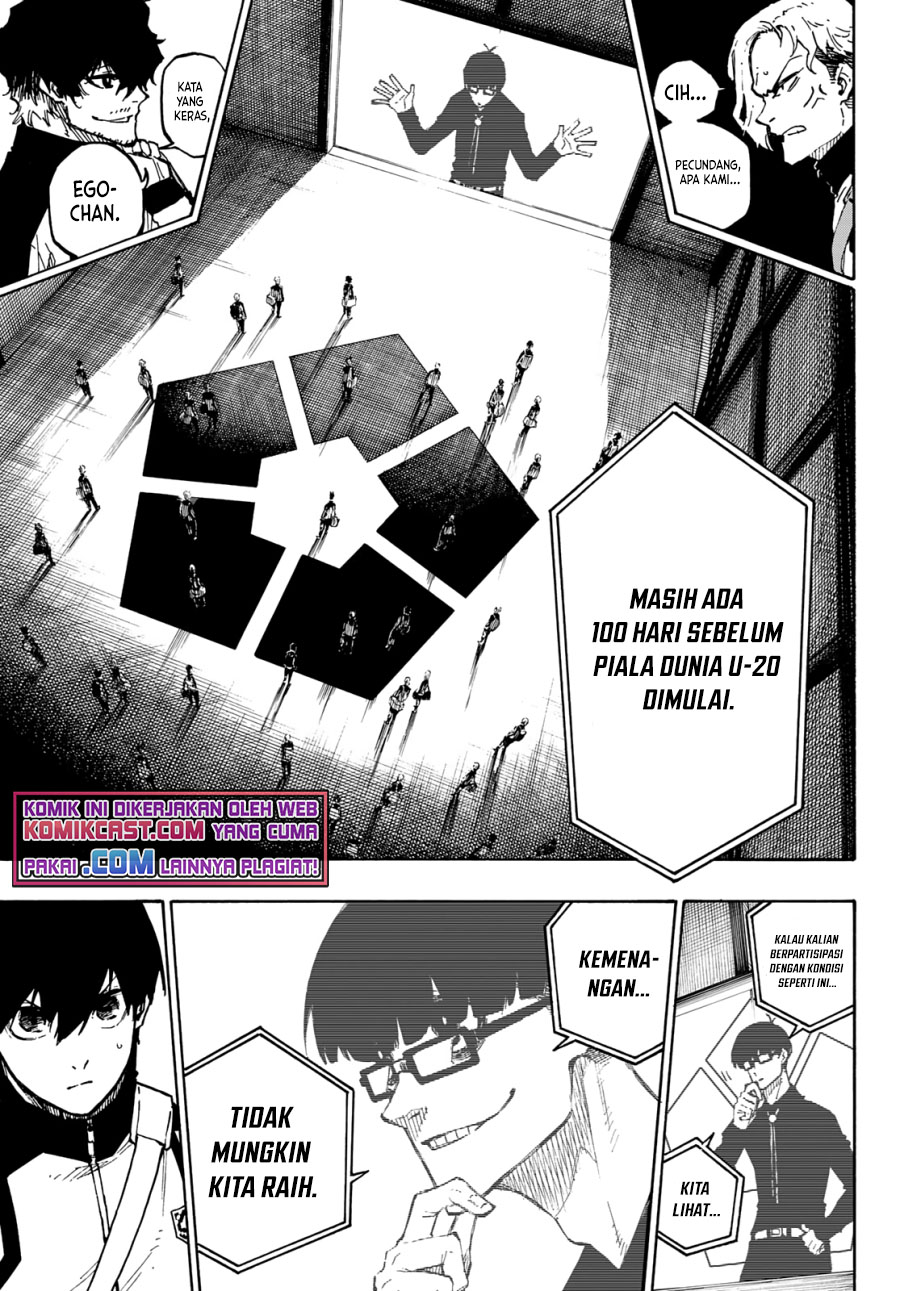 CIH...
PECUNDANG,
APA KAMI...
KATA
YANG
KERAS,
EGO-
CHAN.
MASIH ADA
100 HARI SEBELUM
PIALA DUNIA U-20
DIMULAI.
KOMIK INI DIKERJAKAN OLEH WEB
KOMIKCAST.COM YANG CUMA
PAKAI .COM LAINNYA PLAGIAT!
KALAU KALIAN
BERPARTISIPASI
DENGAN KONDISI
SEPERTI INI...
KITA
LIHAT...
KEMENA-
NGAN...
TIDAK
MUNGKIN
KITA RAIH.